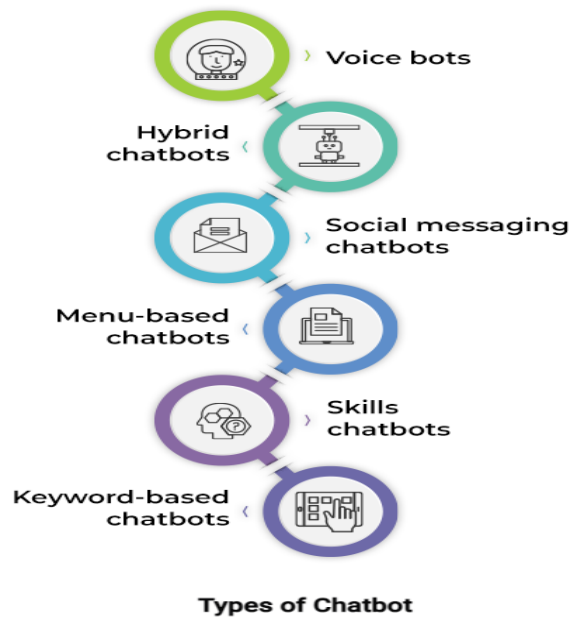 Voice bots
Hybrid
chatbots
Social messaging
chatbots
Menu-based
chatbots
Skills
chatbots
?
Keyword-based
chatbots
Types of Chatbot